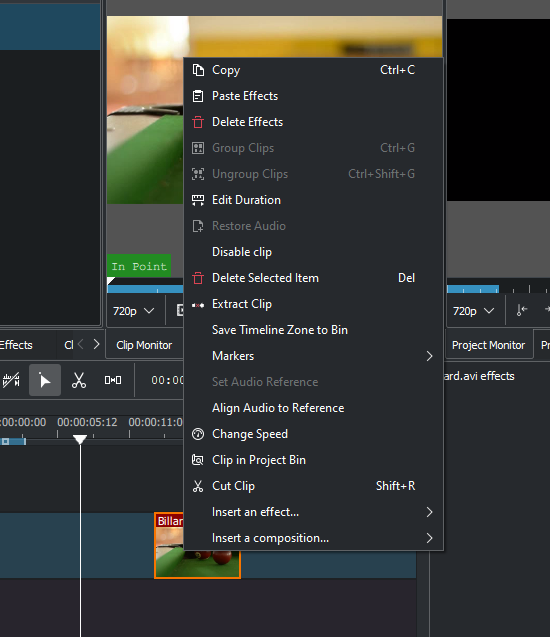 Copy Ctrl+C
Paste Effects
Delete Effects
Group Clips Ctrl+G
Ungroup Clips Ctrl+Shift+G
Edit Duration
Restore Audio
Disable clip
In Point
Delete Selected Item Del
Extract Clip
720p
720p
Save Timeline Zone to Bin
Effects
Cl
Clip Monitor
Project Monitor
Pr
Markers
Set Audio Reference
ard.avi effects
00:00
Align Audio to Reference
:00:00:00
00:00:05:12
00:00:11:0
Change Speed
Clip in Project Bin
Cut Clip Shift+R
Insert an effect...
Billar
Insert a composition...